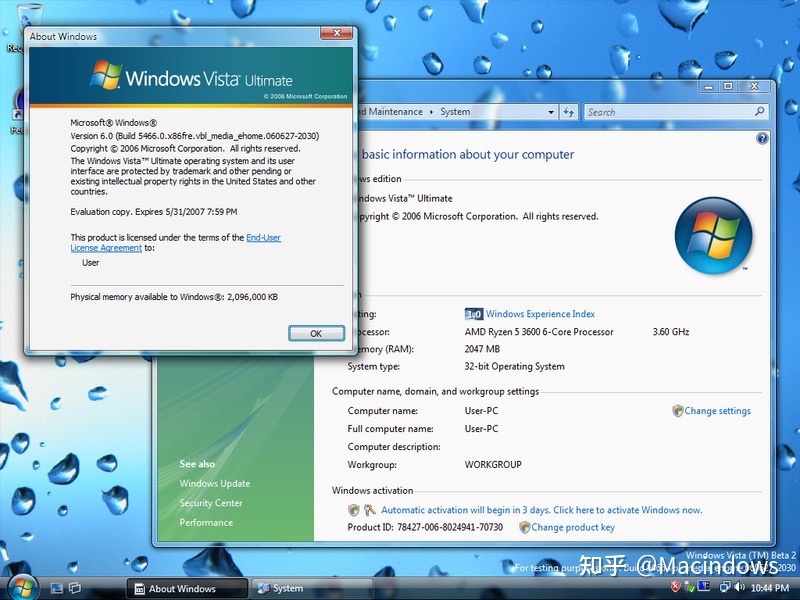 About Windows
Windows Vista™ Ultimate
© 2006 Microsoft Corporation
Microsoft® Windows®
Version 6.0 (Build 5466.0.x86fre.vbl_media_ehome.060627-2030)
Copyright © 2006 Microsoft Corporation. All rights reserved.
The Windows Vista™ Ultimate operating system and its user
interface are protected by trademark and other pending or
existing intellectual property rights in the United States and other
countries.
Evaluation copy. Expires 5/31/2007 7:59 PM
This product is licensed under the terms of the End-User
License Agreement to:
User
Physical memory available to Windows®: 2,096,000 KB
OK
Maintenance ▸ System
Search
basic information about your computer
edition
Windows Vista™ Ultimate
Copyright © 2006 Microsoft Corporation. All rights reserved.
1.0 Windows Experience Index
AMD Ryzen 5 3600 6-Core Processor 3.60 GHz
Memory (RAM): 2047 MB
System type: 32-bit Operating System
Computer name, domain, and workgroup settings
Computer name: User-PC
Change settings
Full computer name: User-PC
Computer description:
Workgroup: WORKGROUP
Windows activation
Automatic activation will begin in 3 days. Click here to activate Windows now.
Product ID: 78427-006-8024941-70730 Change product key
See also
Windows Update
Security Center
Performance
Windows Vista (TM) Beta 2
For testing purp
2030
知乎 @Macindows
About Windows
System
10:44 PM